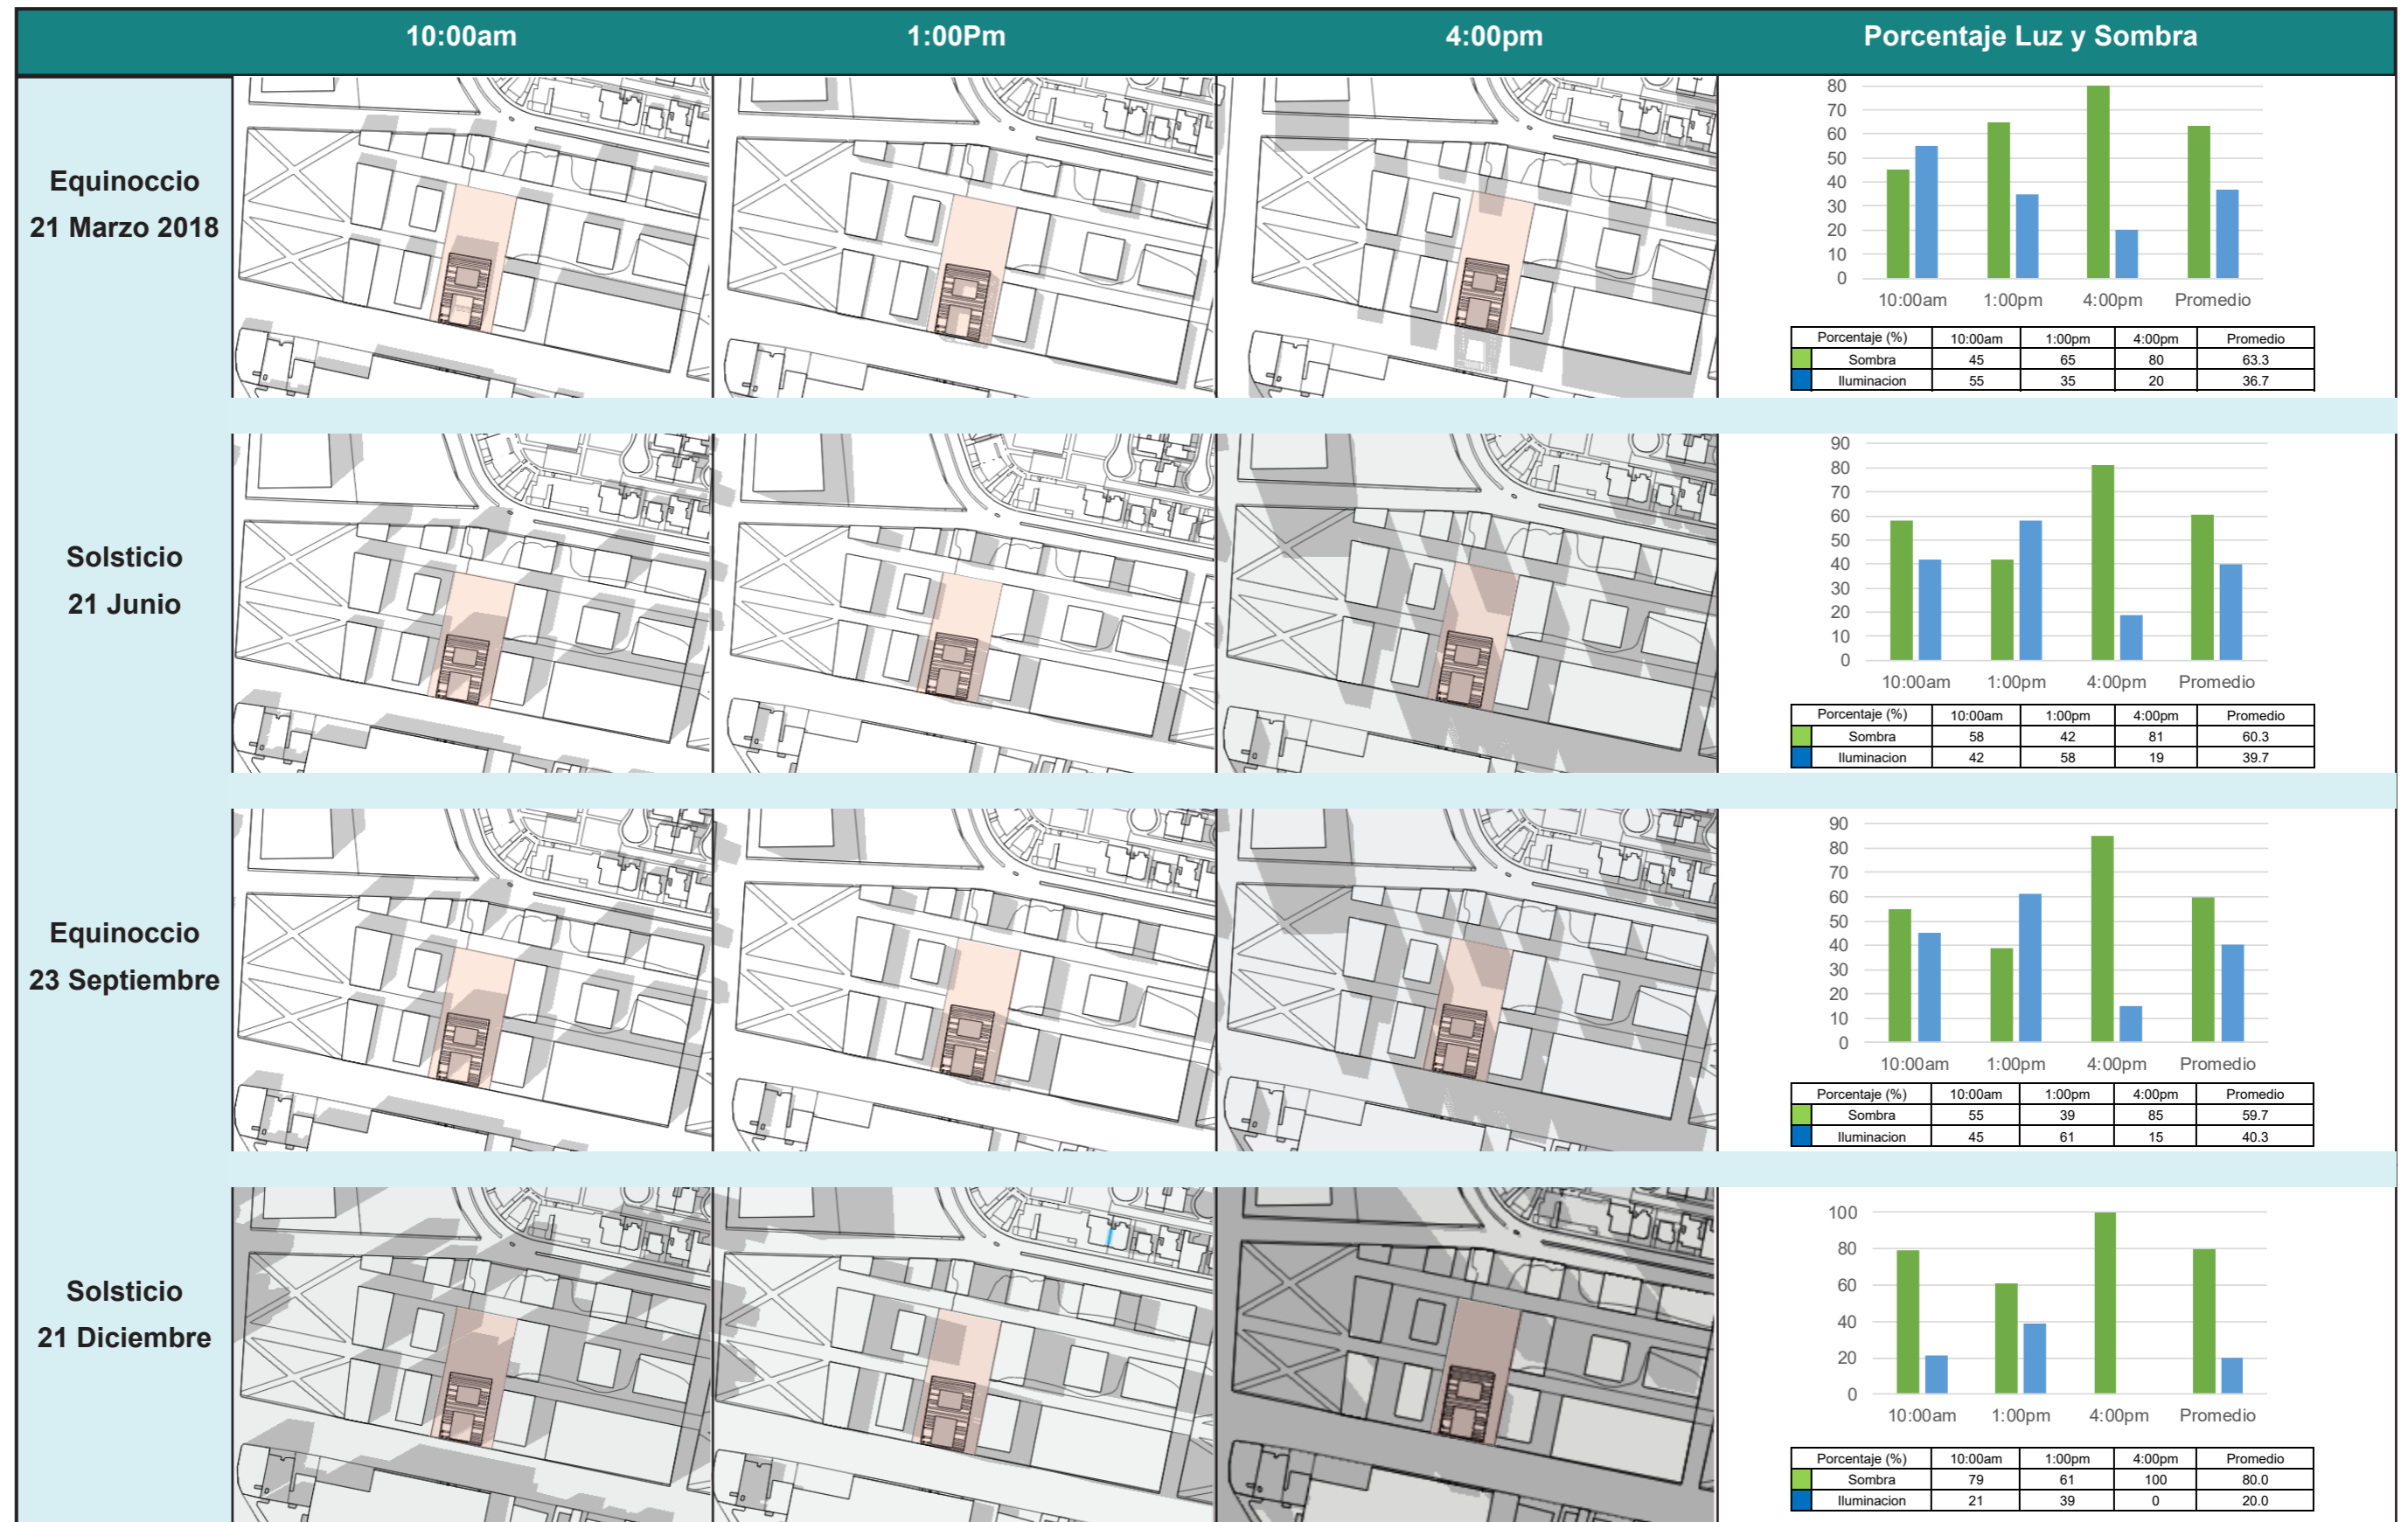 10:00am 1:00Pm 4:00pm Porcentaje Luz y Sombra
Equinoccio
21 Marzo 2018
80
70
60
50
40
30
20
10
0
10:00am 1:00pm 4:00pm Promedio
Porcentaje (%) 10:00am 1:00pm 4:00pm Promedio
Sombra 45 65 80 63.3
Iluminacion 55 35 20 36.7
Solsticio
21 Junio
90
80
70
60
50
40
30
20
10
0
10:00am 1:00pm 4:00pm Promedio
Porcentaje (%) 10:00am 1:00pm 4:00pm Promedio
Sombra 58 42 81 60.3
Iluminacion 42 58 19 39.7
Equinoccio
23 Septiembre
90
80
70
60
50
40
30
20
10
0
10:00am 1:00pm 4:00pm Promedio
Porcentaje (%) 10:00am 1:00pm 4:00pm Promedio
Sombra 55 39 85 59.7
Iluminacion 45 61 15 40.3
Solsticio
21 Diciembre
100
80
60
40
20
0
10:00am 1:00pm 4:00pm Promedio
Porcentaje (%) 10:00am 1:00pm 4:00pm Promedio
Sombra 79 61 100 80.0
Iluminacion 21 39 0 20.0